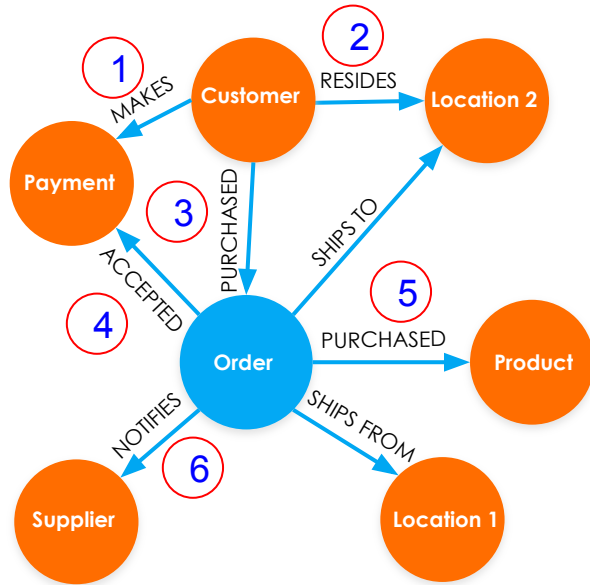 1
2
MAKES
Customer
RESIDES
Location 2
Payment
3
PURCHASED
SHIPS TO
ACCEPTED
4
5
PURCHASED
Order
Product
NOTIFIES
6
SHIPS FROM
Supplier
Location 1